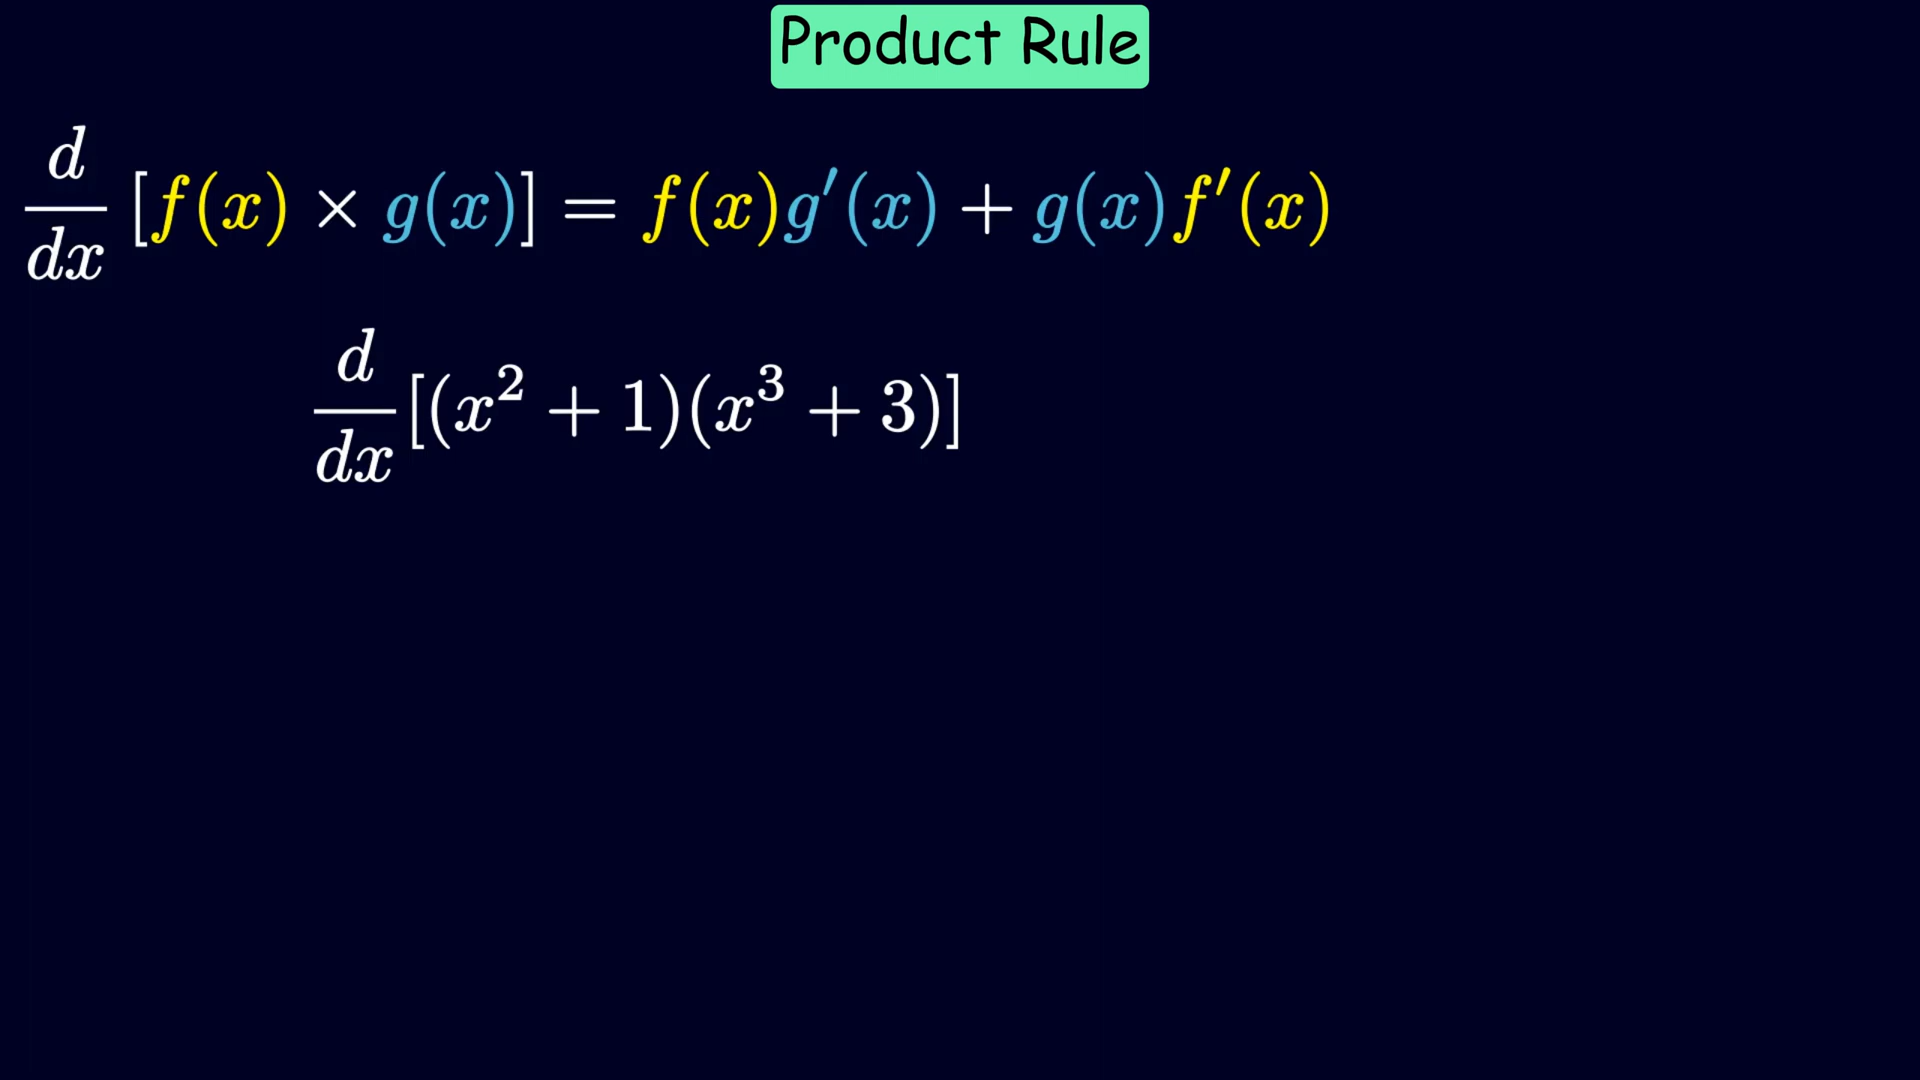 Product Rule
d/dx [f(x) × g(x)] = f(x)g′(x) + g(x)f′(x)
d/dx [(x² + 1)(x³ + 3)]